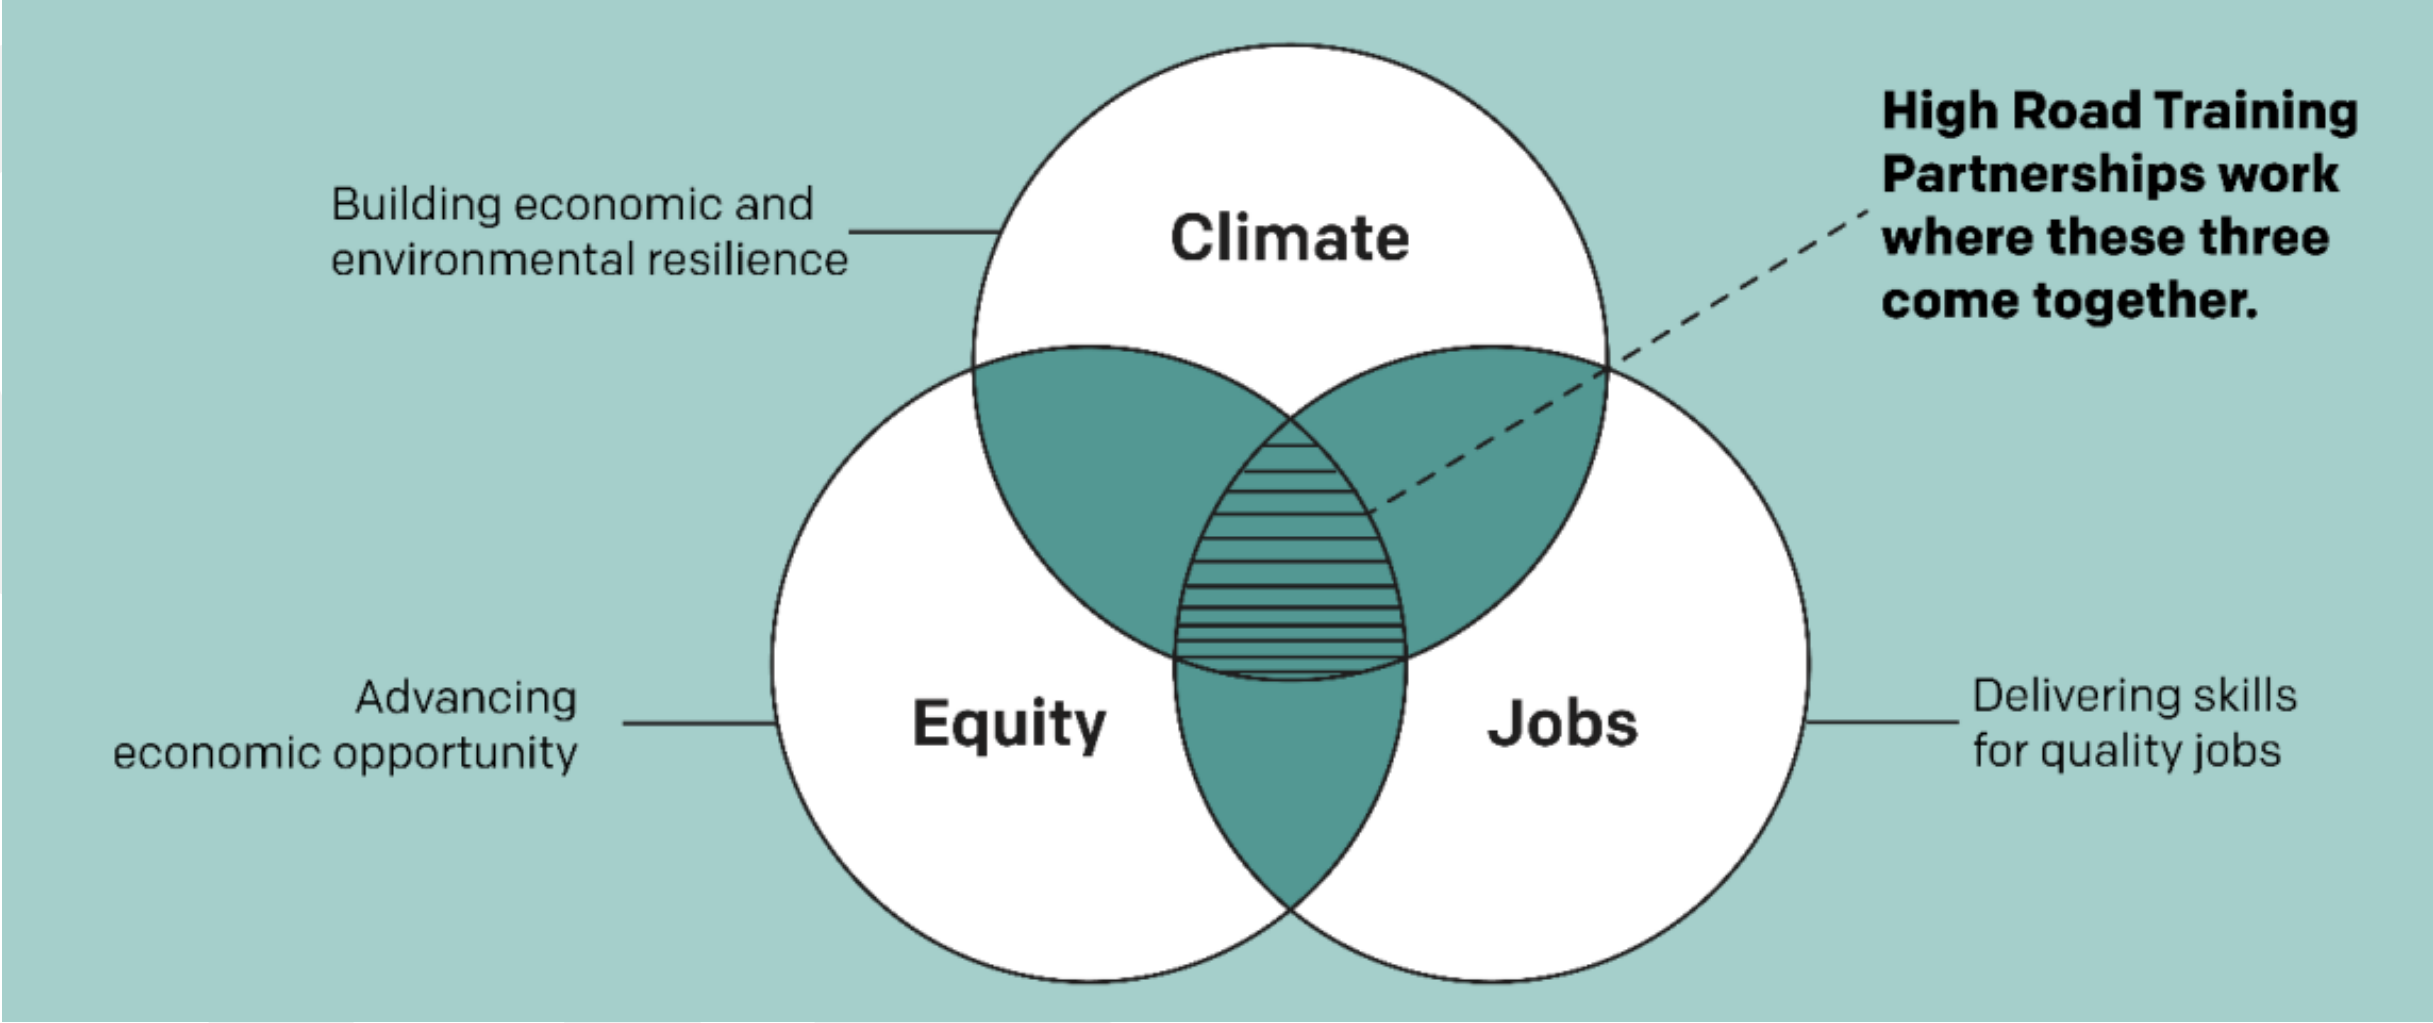 High Road Training
Partnerships work
where these three
come together.
Building economic and
environmental resilience
Climate
Advancing
economic opportunity
Equity
Jobs
Delivering skills
for quality jobs